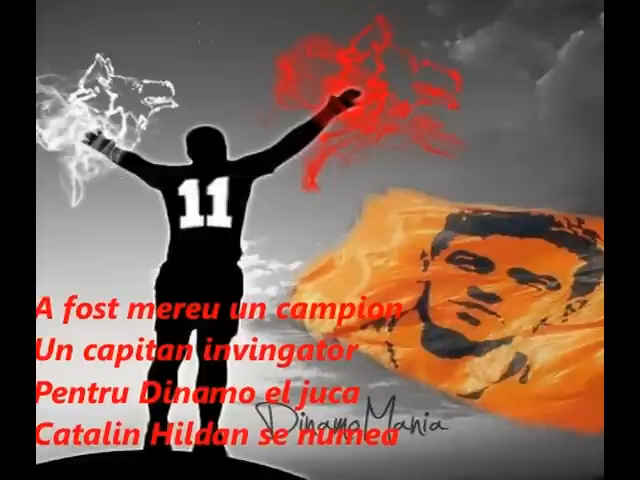 11
A fost mereu un campion
Un capitan invingator
Pentru Dinamo el juca
DinamoMania
Catalin Hildan se numea